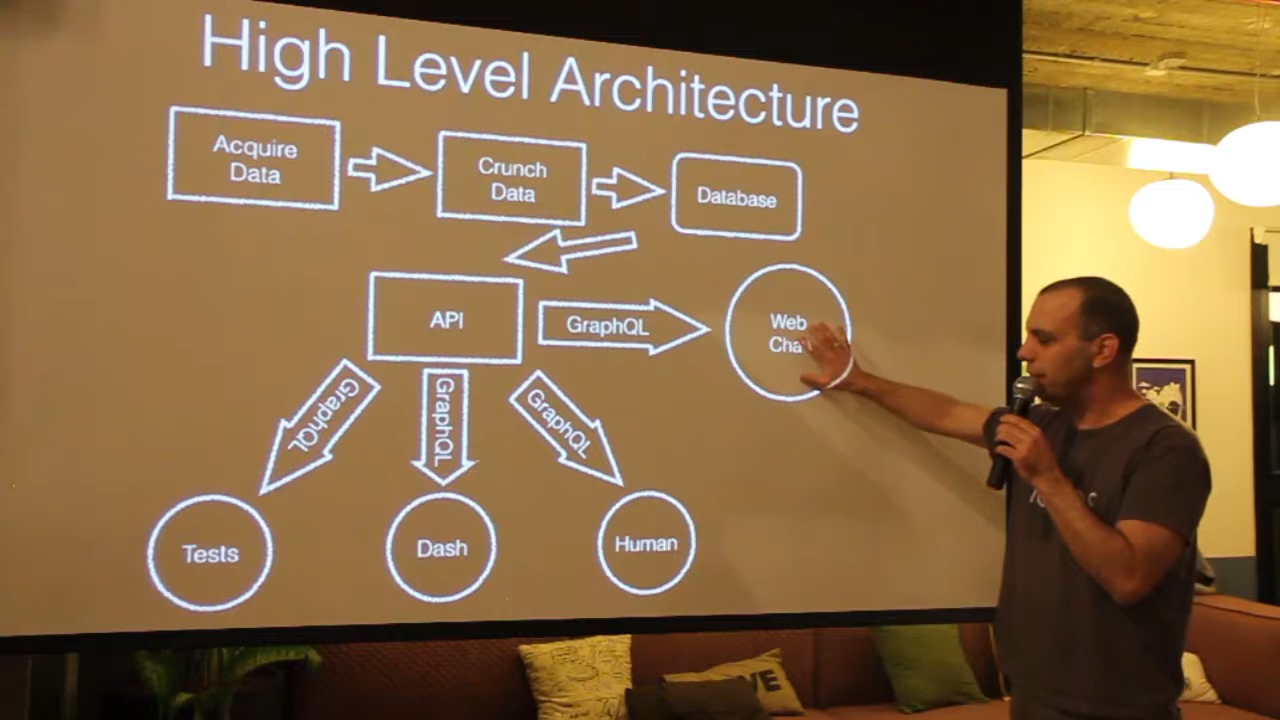 High Level Architecture
Acquire
Data
Crunch
Data
Database
API
GraphQL
Web
GraphQL
GraphQL
GraphQL
Tests
Dash
Human